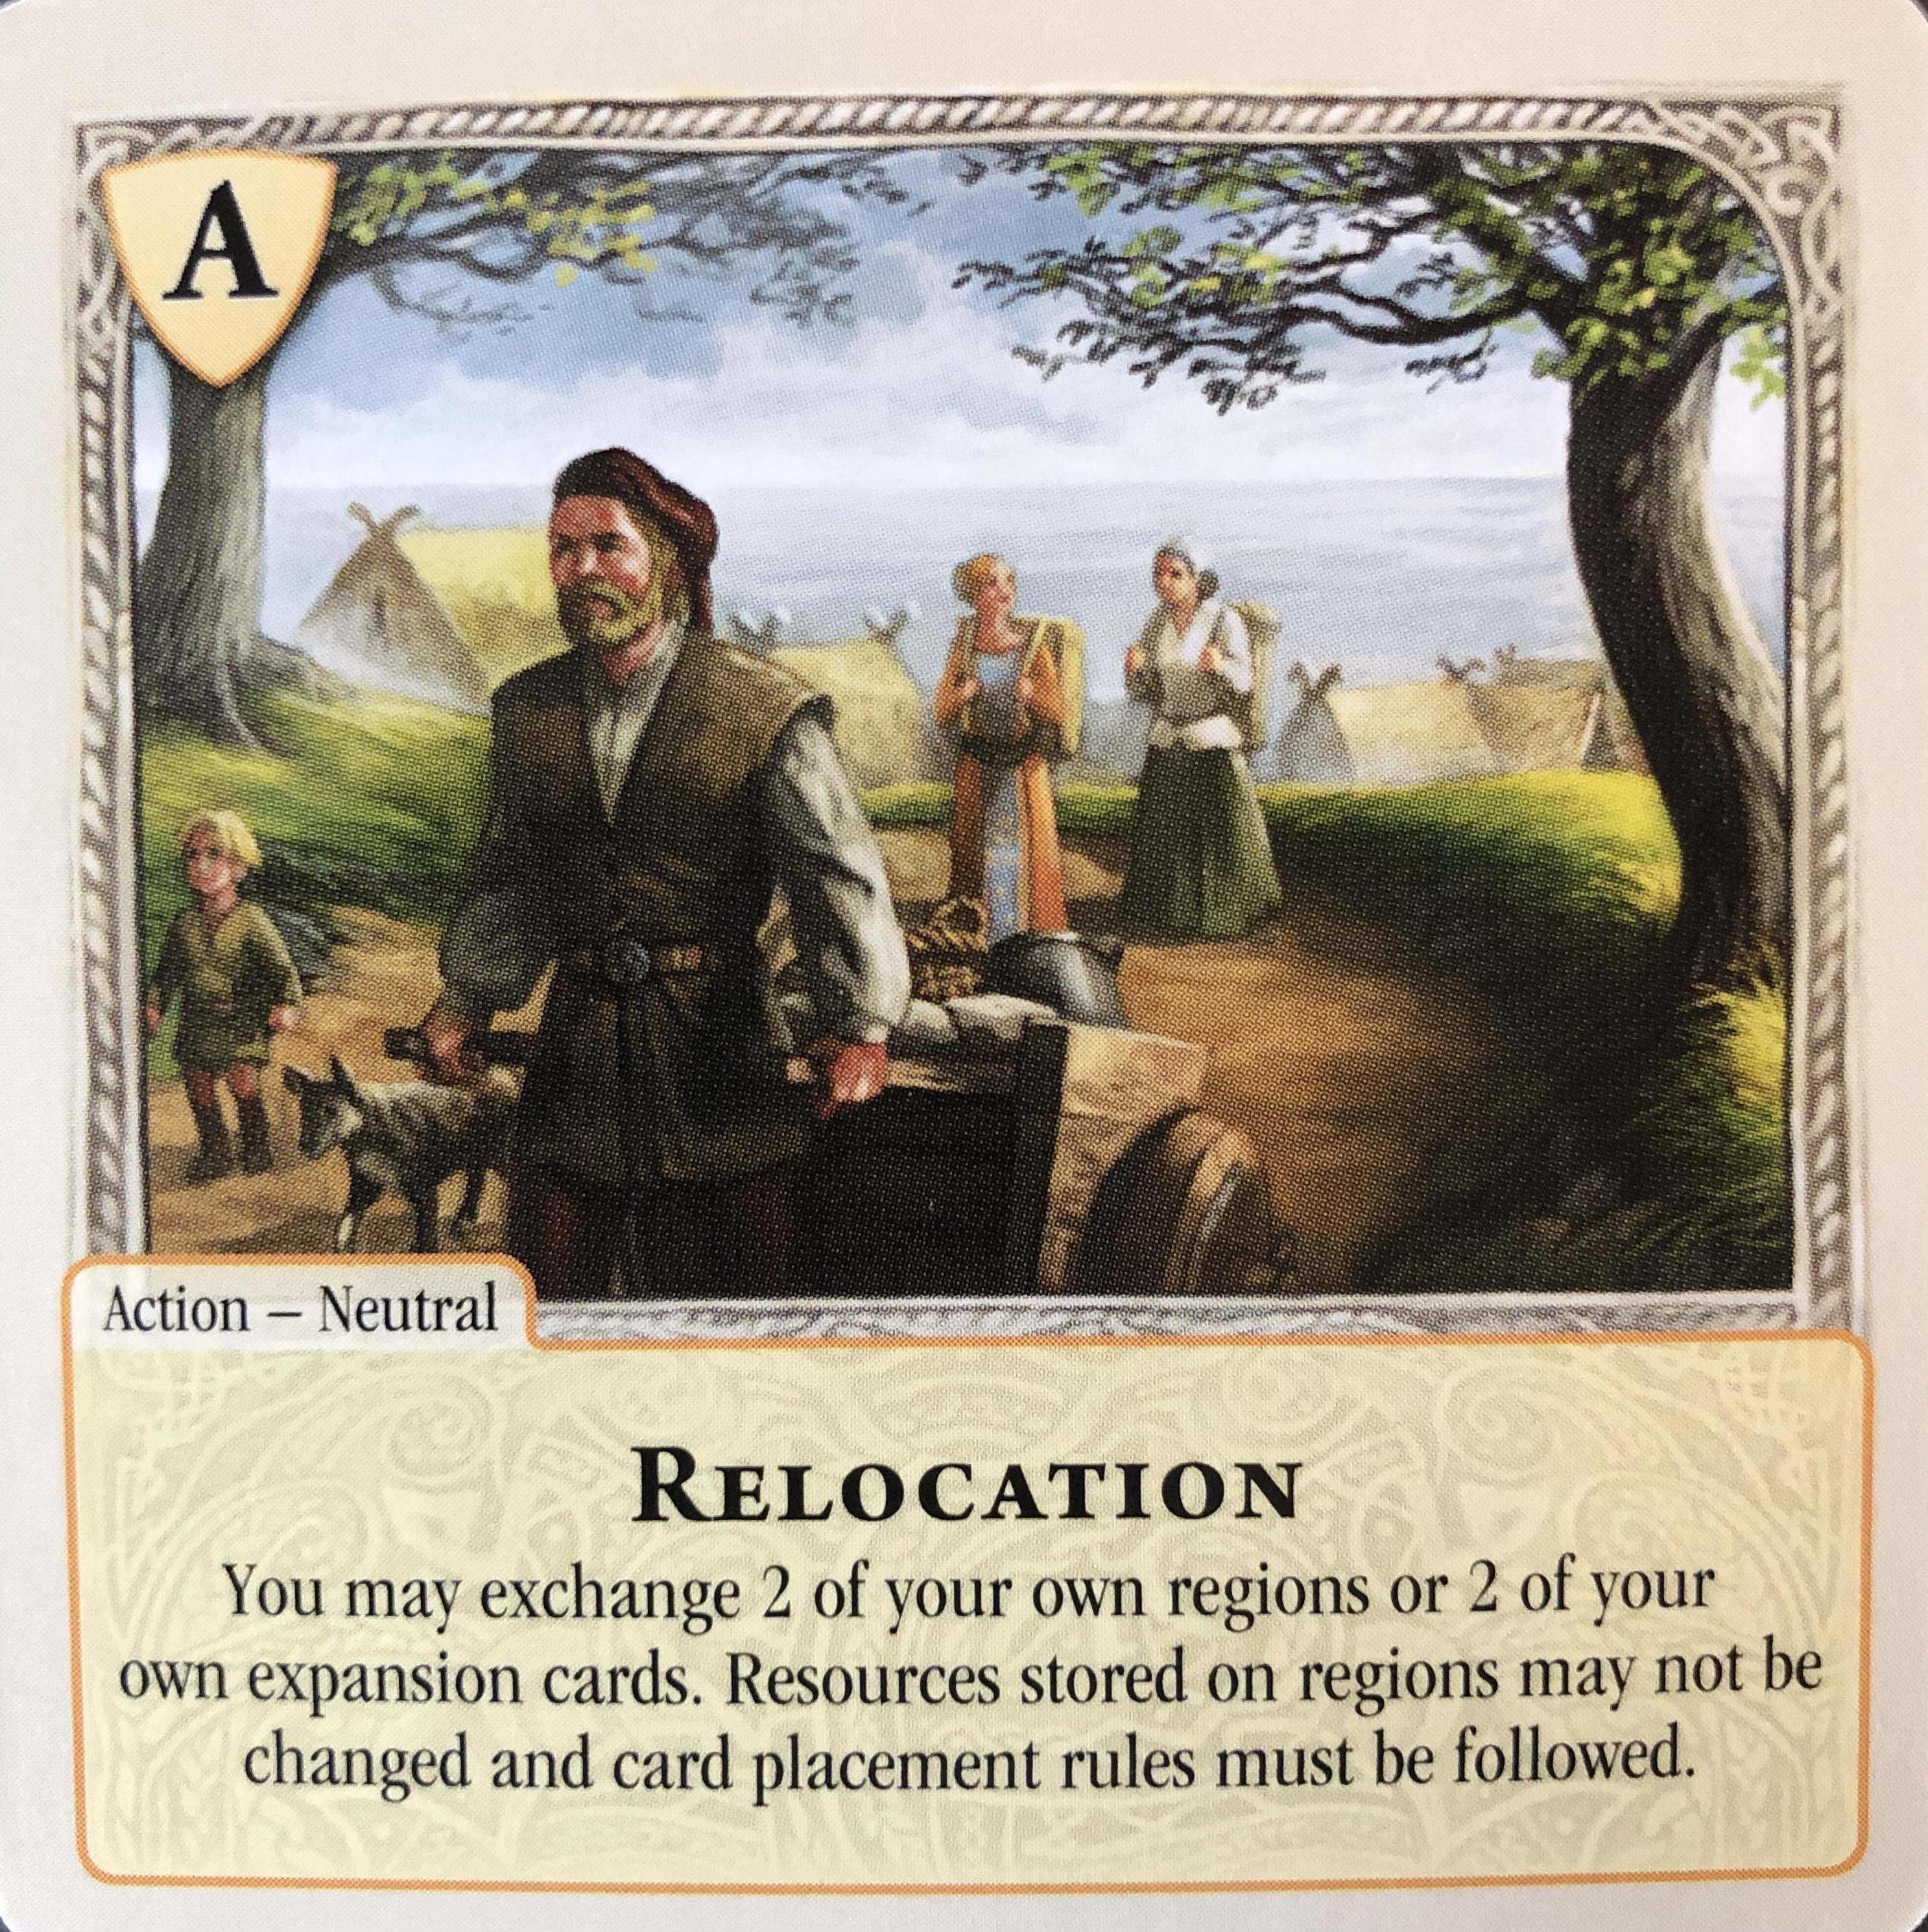 A
Action – Neutral
RELOCATION
You may exchange 2 of your own regions or 2 of your
own expansion cards. Resources stored on regions may not be
changed and card placement rules must be followed.